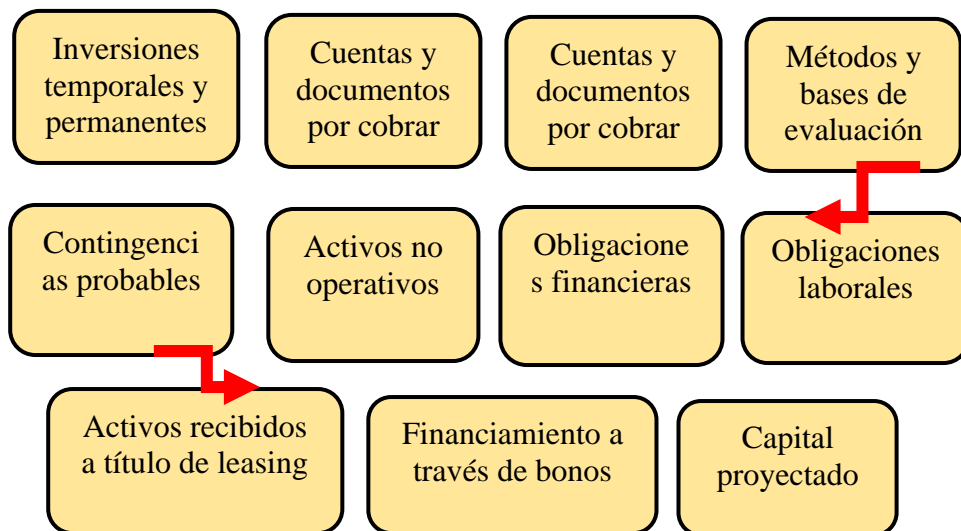 Inversiones
temporales y
permanentes
Cuentas y
documentos
por cobrar
Cuentas y
documentos
por cobrar
Métodos y
bases de
evaluación
Contingenci
as probables
Activos no
operativos
Obligacione
s financieras
Obligaciones
laborales
Activos recibidos
a título de leasing
Financiamiento a
través de bonos
Capital
proyectado